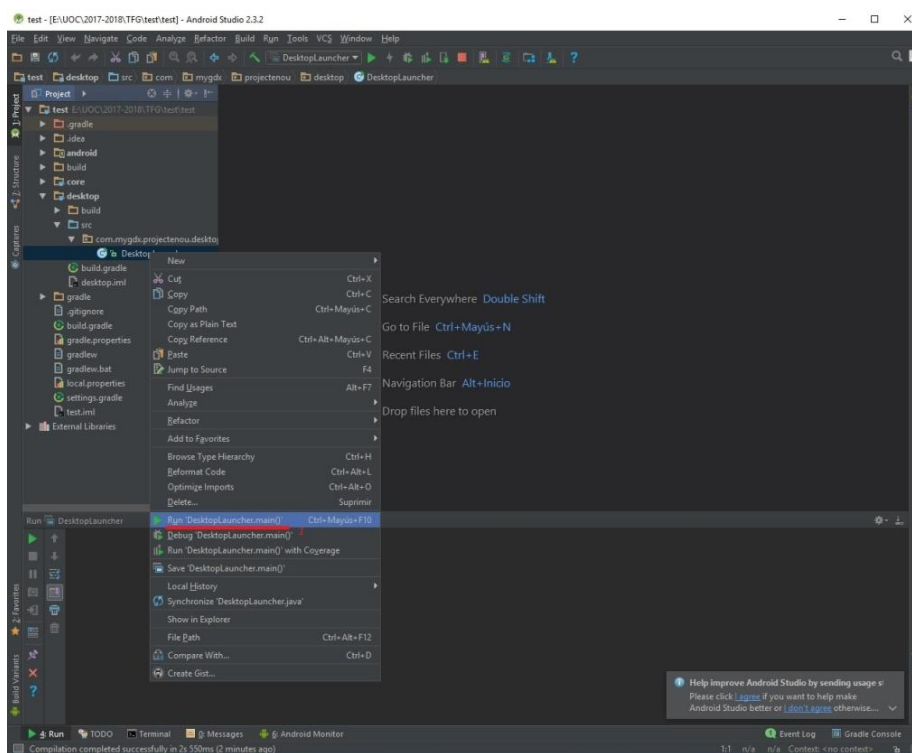 test - [E:\UOC\2017-2018\TFG\test\test] - Android Studio 2.3.2
File Edit View Navigate Code Analyze Refactor Build Run Tools VCS Window Help
DesktopLauncher
test desktop src com mygdx projectenou desktop DesktopLauncher
1: Project
Z: Structure
Captures
2: Favorites
Build Variants
Project
test E:\UOC\2017-2018\TFG\test\test
.gradle
.idea
android
build
core
desktop
build
src
com.mygdx.projectenou.desktop
build.gradle
desktop.iml
gradle
.gitignore
build.gradle
gradle.properties
gradlew
gradlew.bat
local.properties
settings.gradle
test.iml
External Libraries
New
Cut Ctrl+X
Copy Ctrl+C
Copy Path Ctrl+Mayús+C
Copy as Plain Text
Copy Reference Ctrl+Alt+Mayús+C
Paste Ctrl+V
Jump to Source F4
Find Usages Alt+F7
Analyze
Refactor
Add to Favorites
Browse Type Hierarchy Ctrl+H
Reformat Code Ctrl+Alt+L
Optimize Imports Ctrl+Alt+O
Delete... Suprimir
Run 'DesktopLauncher.main()' Ctrl+Mayús+F10
Debug 'DesktopLauncher.main()'
Run 'DesktopLauncher.main()' with Coverage
Save 'DesktopLauncher.main()'
Local History
Synchronize 'DesktopLauncher.java'
Show in Explorer
File Path Ctrl+Alt+F12
Compare With... Ctrl+D
Create Gist...
Search Everywhere Double Shift
Go to File Ctrl+Mayús+N
Recent Files Ctrl+E
Navigation Bar Alt+Inicio
Drop files here to open
Run DesktopLauncher
Help improve Android Studio by sending usage s
Please click I agree if you want to help make
Android Studio better or I don't agree otherwise....
4: Run TODO Terminal 0: Messages 6: Android Monitor Event Log Gradle Console
Compilation completed successfully in 2s 550ms (2 minutes ago) 1:1 n/a n/a Context: <no context>